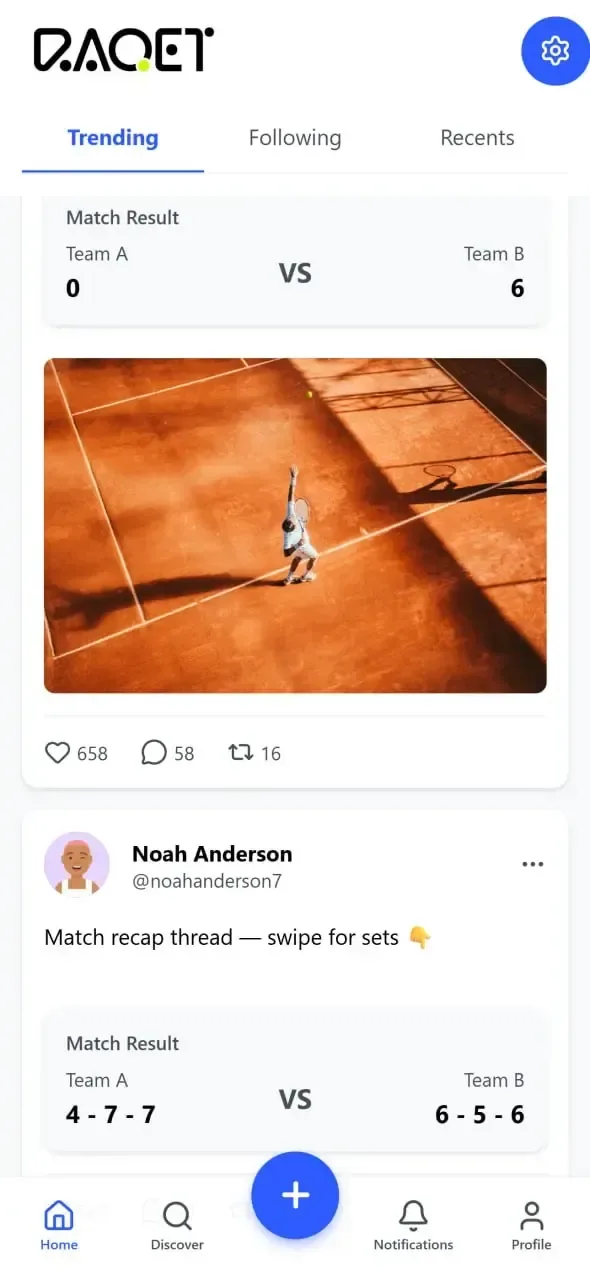 RAQET
Trending Following Recents
Match Result
Team A Team B
0 VS 6
658 58 16
Noah Anderson
@noahanderson7
Match recap thread — swipe for sets 👇
Match Result
Team A Team B
4 - 7 - 7 VS 6 - 5 - 6
Home Discover Notifications Profile